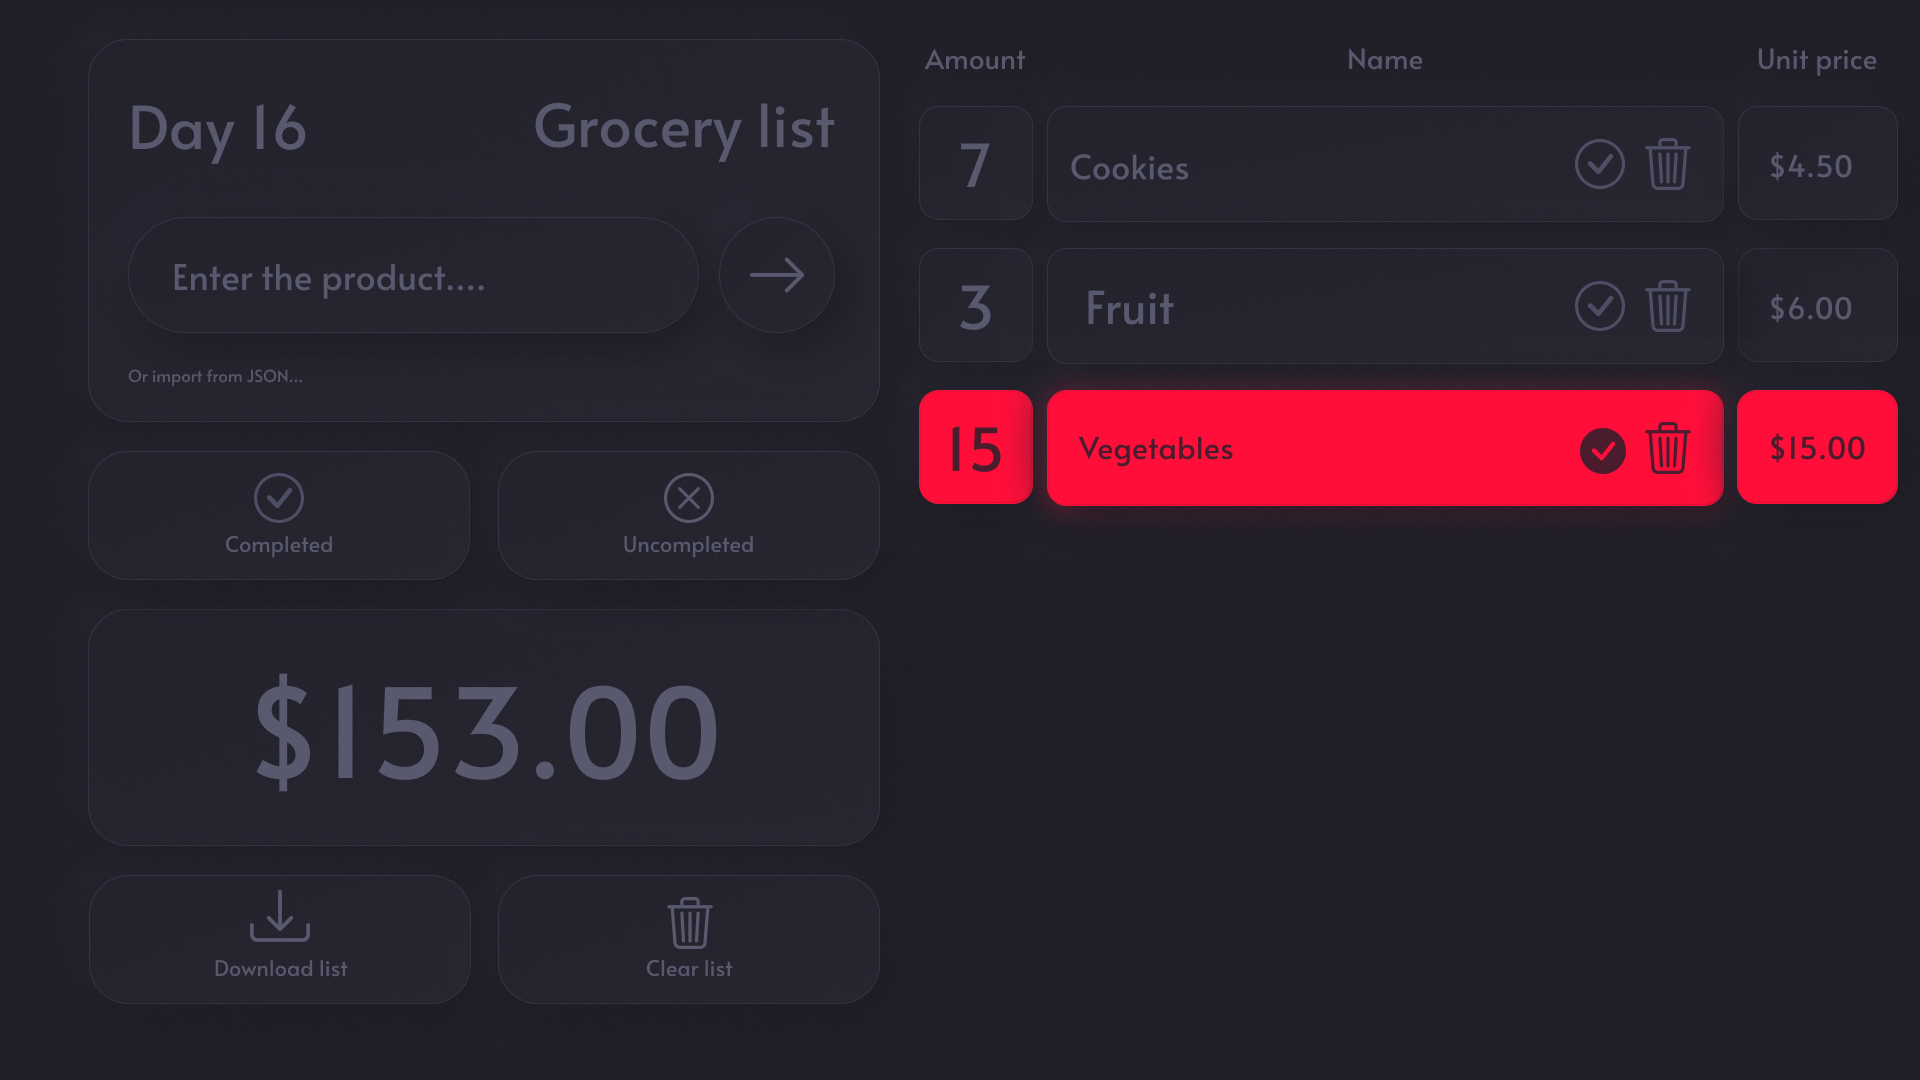 Day 16
Grocery list
Enter the product....
Or import from JSON...
Completed
Uncompleted
$153.00
Download list
Clear list
Amount Name Unit price
7 Cookies $4.50
3 Fruit $6.00
15 Vegetables $15.00